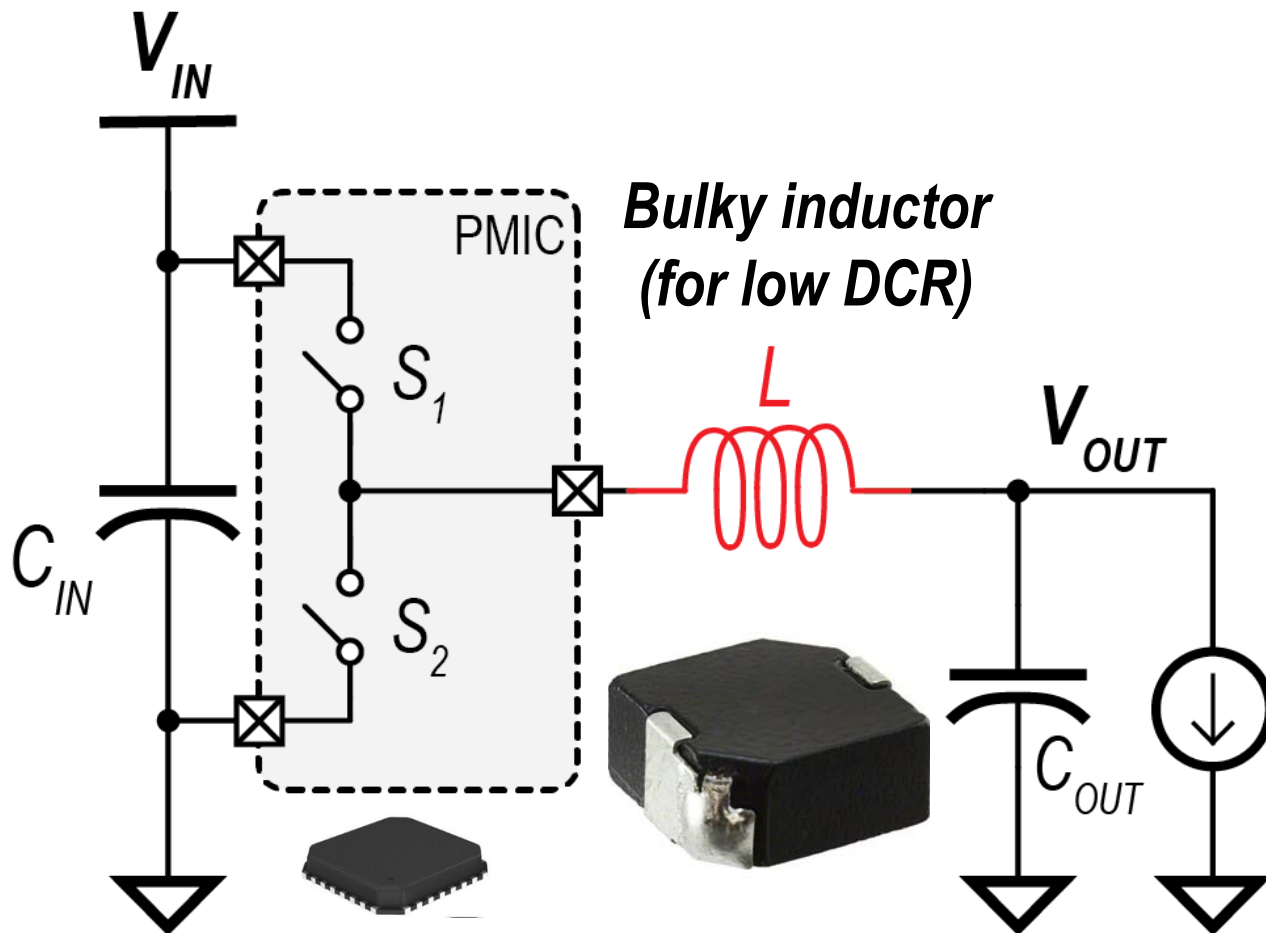 V_IN
PMIC
Bulky inductor
(for low DCR)
S_1
L
V_OUT
C_IN
S_2
C_OUT